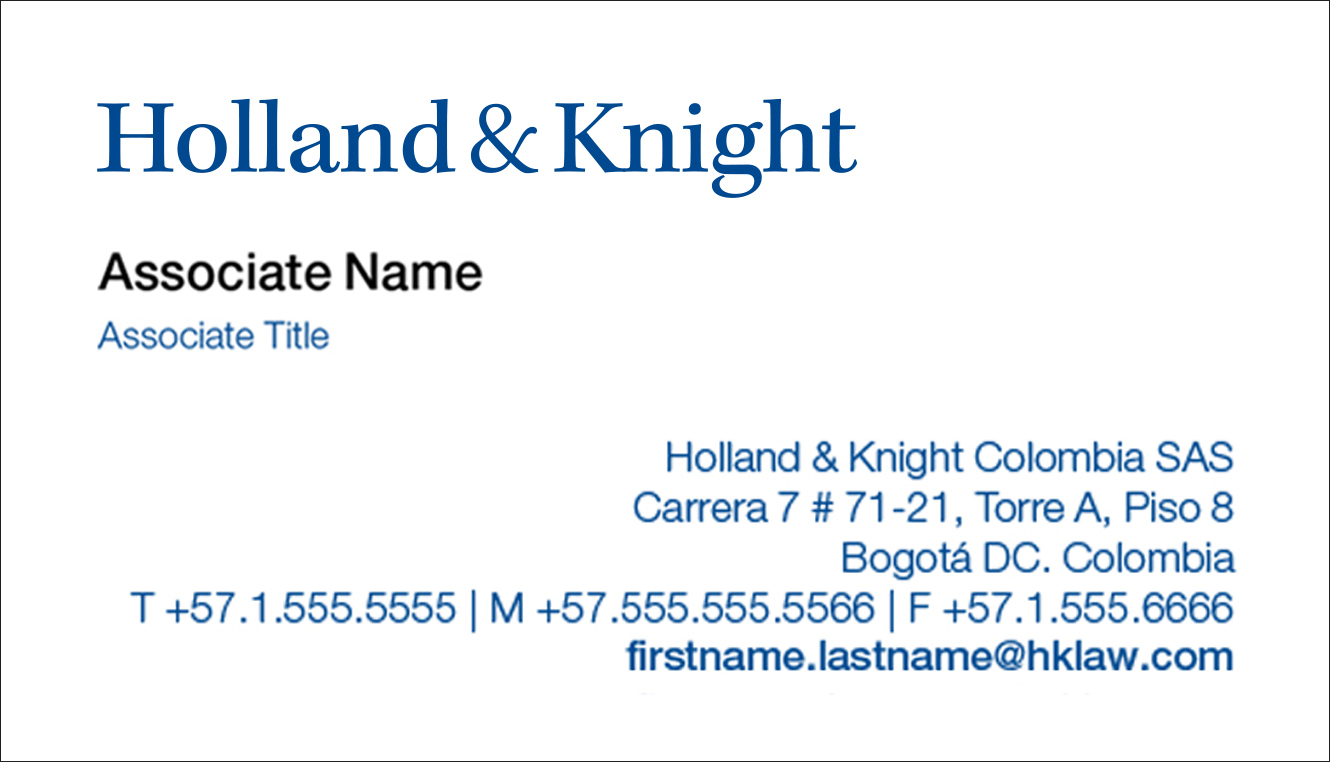 Holland & Knight
Associate Name
Associate Title
Holland & Knight Colombia SAS
Carrera 7 # 71-21, Torre A, Piso 8
Bogotá DC. Colombia
T +57.1.555.5555 | M +57.555.555.5566 | F +57.1.555.6666
firstname.lastname@hklaw.com